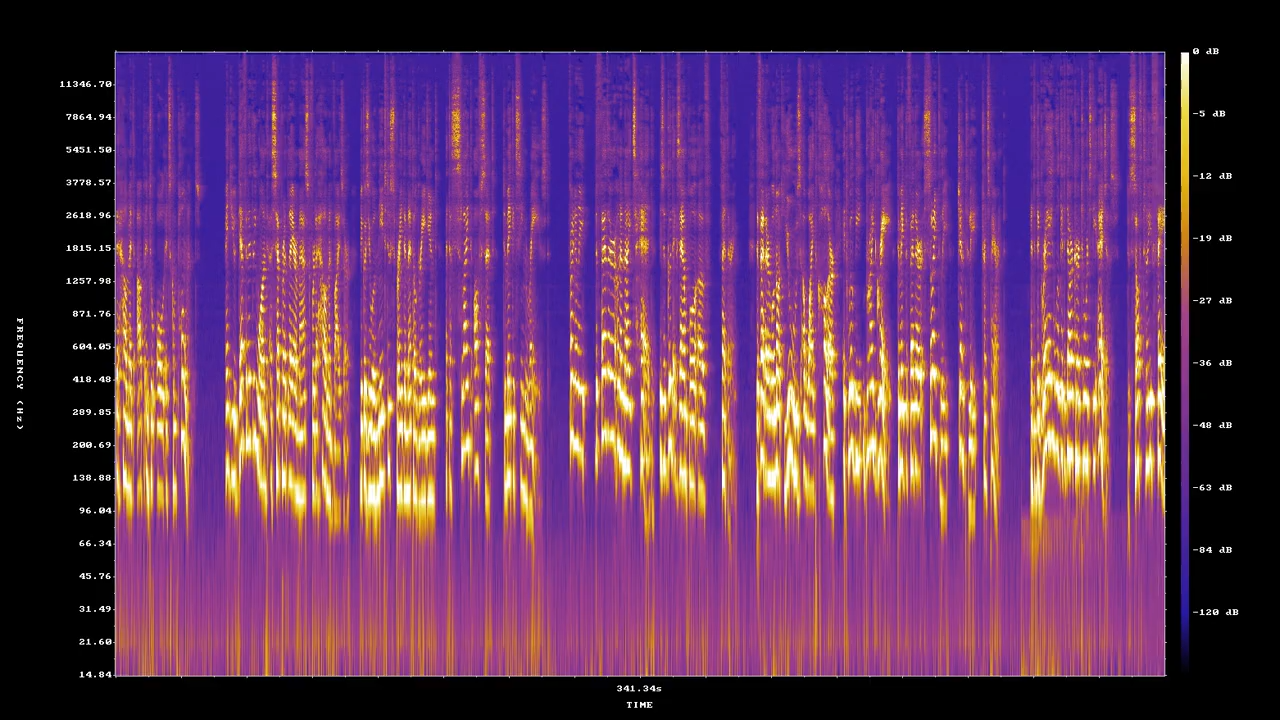 0 dB
11346.70
-5 dB
7864.94
5451.50
-12 dB
3778.57
2618.96
-19 dB
1815.15
1257.98
-27 dB
871.76
604.05
-36 dB
418.48
289.85
-48 dB
200.69
138.88
-63 dB
96.04
66.34
-84 dB
45.76
31.49
-120 dB
21.60
14.84
FREQUENCY (Hz)
341.34s
TIME